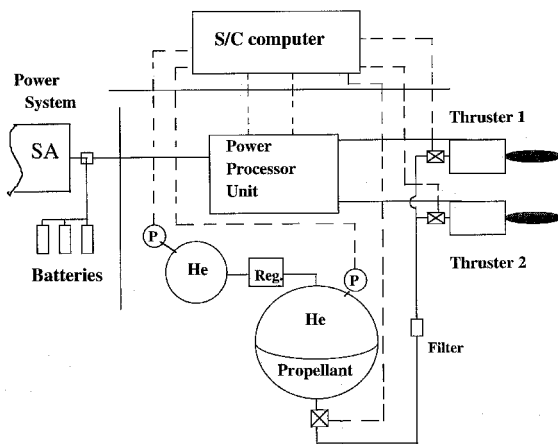 S/C computer
Power
System
SA
Batteries
Power
Processor
Unit
Thruster 1
Thruster 2
P
He
Reg.
P
He
Propellant
Filter